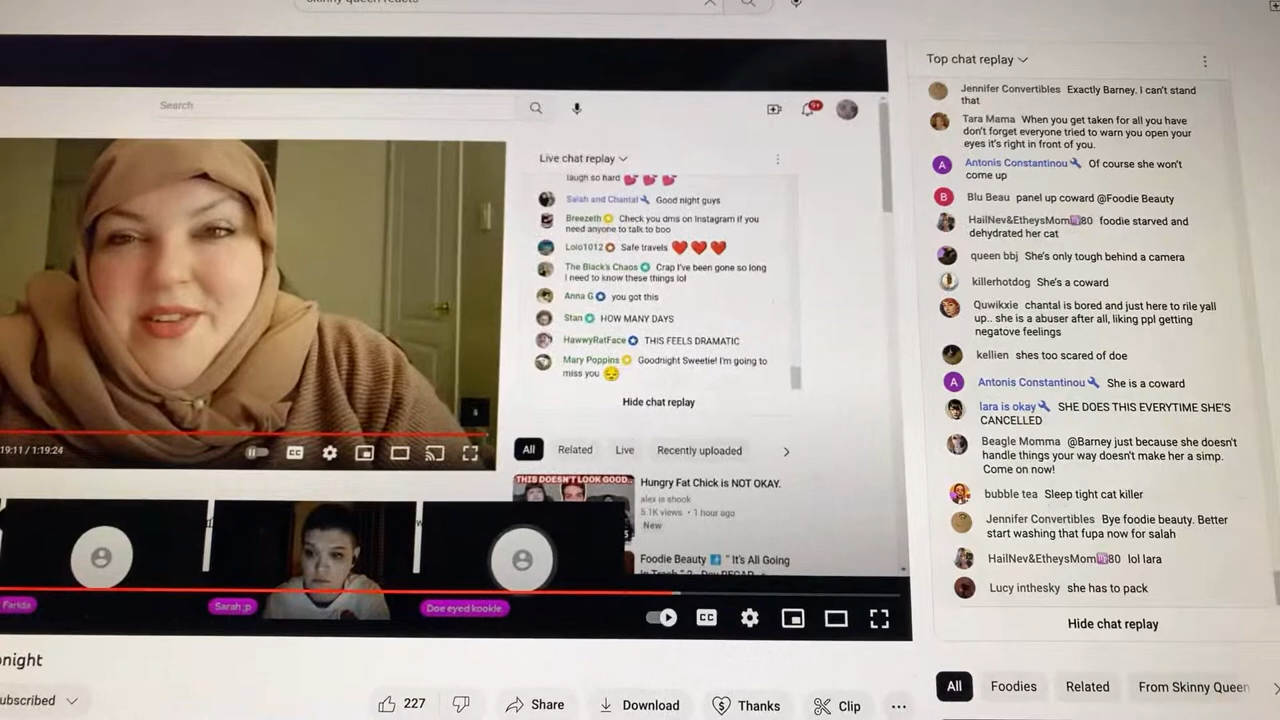 skinny queen reacts
Search
9+
Live chat replay
laugh so hard 💕 💕 💕
Salah and Chantal Good night guys
Breezeth Check you dms on Instagram if you
need anyone to talk to boo
Lolo1012 Safe travels ❤️❤️❤️
The Black's Chaos Crap I've been gone so long
I need to know these things lol
Anna G you got this
Stan HOW MANY DAYS
HawwyRatFace THIS FEELS DRAMATIC
Mary Poppins Goodnight Sweetie! I'm going to
miss you 😔
Hide chat replay
All
Related
Live
Recently uploaded
19:11 / 1:19:24
CC
THIS DOESN'T LOOK GOOD..
Hungry Fat Chick is NOT OKAY.
alex in shook
5.1K views • 1 hour ago
New
Foodie Beauty "It's All Going
Farida
Sarah ;p
Doe eyed kookie
CC
onight
ubscribed
227
Share
Download
Thanks
Clip
Top chat replay
Jennifer Convertibles Exactly Barney. I can't stand
that
Tara Mama When you get taken for all you have
don't forget everyone tried to warn you open your
eyes it's right in front of you.
A Antonis Constantinou Of course she won't
come up
B Blu Beau panel up coward @Foodie Beauty
HailNev&EtheysMom80 foodie starved and
dehydrated her cat
queen bbj She's only tough behind a camera
killerhotdog She's a coward
Quwikxie chantal is bored and just here to rile yall
up.. she is a abuser after all, liking ppl getting
negatove feelings
kellien shes too scared of doe
A Antonis Constantinou She is a coward
lara is okay SHE DOES THIS EVERYTIME SHE'S
CANCELLED
Beagle Momma @Barney just because she doesn't
handle things your way doesn't make her a simp.
Come on now!
bubble tea Sleep tight cat killer
Jennifer Convertibles Bye foodie beauty. Better
start washing that fupa now for salah
HailNev&EtheysMom80 lol lara
Lucy inthesky she has to pack
Hide chat replay
All
Foodies
Related
From Skinny Queen